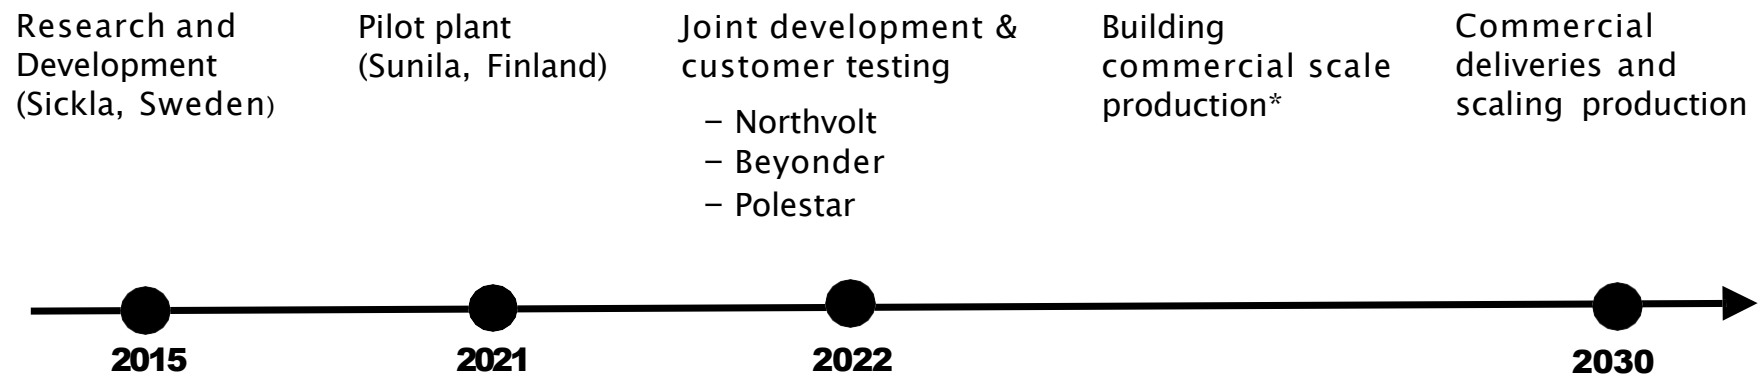 Research and
Development
(Sickla, Sweden)
Pilot plant
(Sunila, Finland)
Joint development &
customer testing
– Northvolt
– Beyonder
– Polestar
Building
commercial scale
production*
Commercial
deliveries and
scaling production
2015
2021
2022
2030